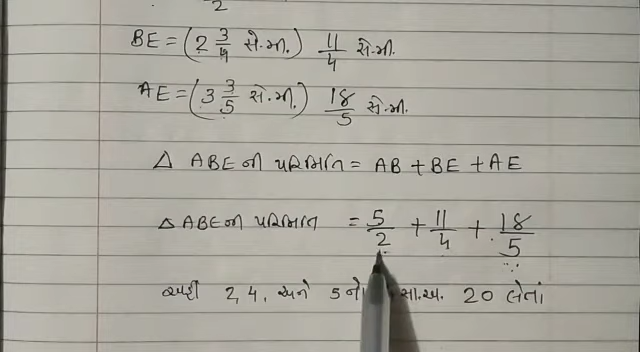 2
BE = (2 3/4 સે.મી.) 11/4 સે.મી.
AE = (3 3/5 સે.મી.) 18/5 સે.મી.
△ ABE ની પરિમિતિ = AB + BE + AE
△ ABE ની પરિમિતિ = 5/2 + 11/4 + 18/5
અહીં 2, 4, અને 5 નો લ.સા.અ. 20 લેતાં